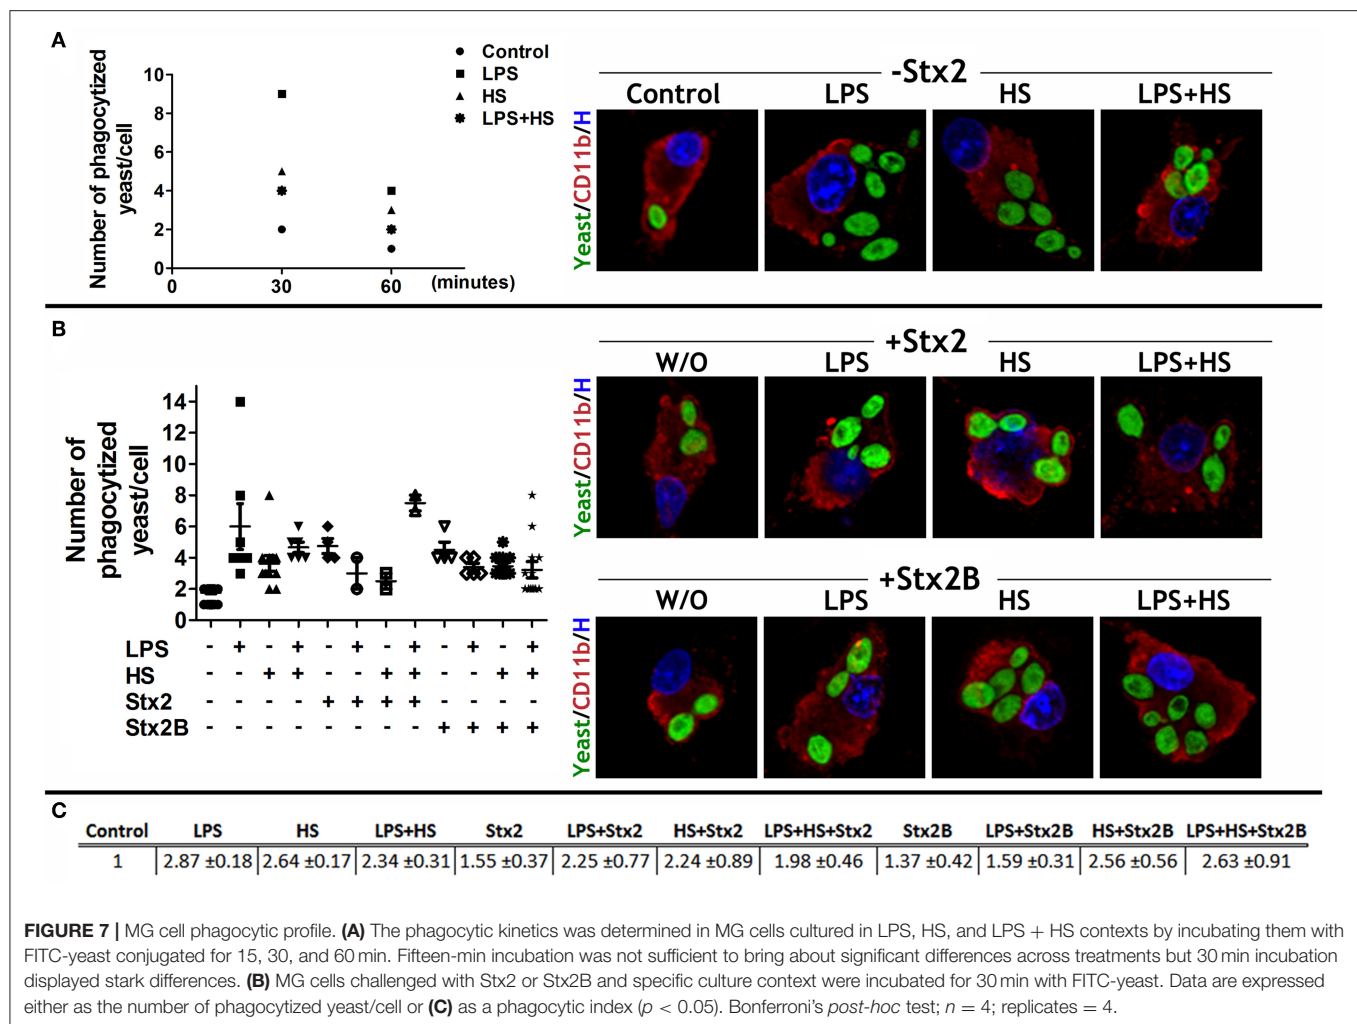 A
Number of phagocytized
yeast/cell
10
8
6
4
2
0
0 30 60 (minutes)
Control
LPS
HS
LPS+HS
-Stx2
Control LPS HS LPS+HS
Yeast/CD11b/H
B
Number of
phagocytized
yeast/cell
14
12
10
8
6
4
2
0
LPS - + - + - + - + - + - +
HS - - + + - - + + - - + +
Stx2 - - - - + + + + - - - -
Stx2B - - - - - - - - + + + +
+Stx2
W/O LPS HS LPS+HS
Yeast/CD11b/H
+Stx2B
W/O LPS HS LPS+HS
Yeast/CD11b/H
C
Control LPS HS LPS+HS Stx2 LPS+Stx2 HS+Stx2 LPS+HS+Stx2 Stx2B LPS+Stx2B HS+Stx2B LPS+HS+Stx2B
1 2.87 ±0.18 2.64 ±0.17 2.34 ±0.31 1.55 ±0.37 2.25 ±0.77 2.24 ±0.89 1.98 ±0.46 1.37 ±0.42 1.59 ±0.31 2.56 ±0.56 2.63 ±0.91
FIGURE 7 | MG cell phagocytic profile. (A) The phagocytic kinetics was determined in MG cells cultured in LPS, HS, and LPS + HS contexts by incubating them with
FITC-yeast conjugated for 15, 30, and 60 min. Fifteen-min incubation was not sufficient to bring about significant differences across treatments but 30 min incubation
displayed stark differences. (B) MG cells challenged with Stx2 or Stx2B and specific culture context were incubated for 30 min with FITC-yeast. Data are expressed
either as the number of phagocytized yeast/cell or (C) as a phagocytic index (p < 0.05). Bonferroni's post-hoc test; n = 4; replicates = 4.